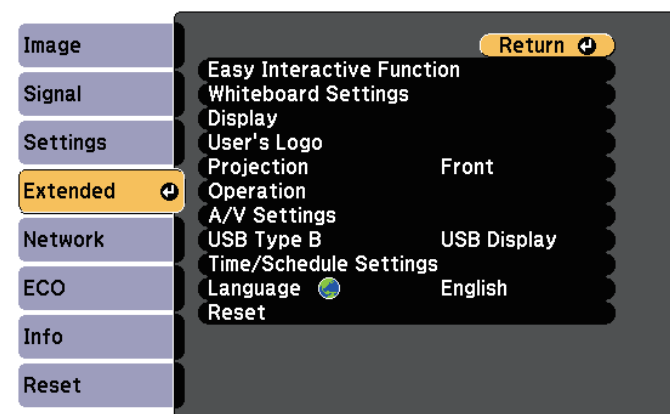 Image
Signal
Settings
Extended
Network
ECO
Info
Reset
Return
Easy Interactive Function
Whiteboard Settings
Display
User's Logo
Projection Front
Operation
A/V Settings
USB Type B USB Display
Time/Schedule Settings
Language English
Reset